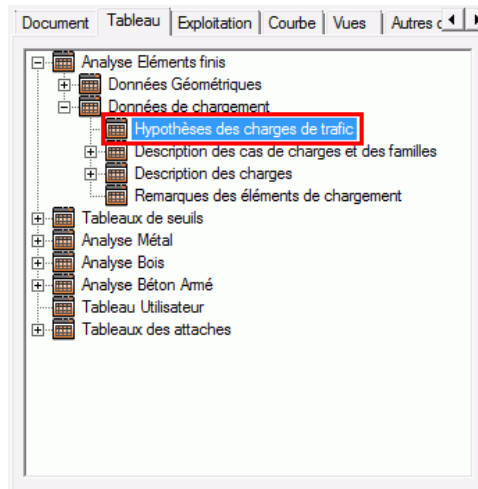 Document Tableau Exploitation Courbe Vues Autres c
Analyse Eléments finis
Données Géométriques
Données de chargement
Hypothèses des charges de trafic
Description des cas de charges et des familles
Description des charges
Remarques des éléments de chargement
Tableaux de seuils
Analyse Métal
Analyse Bois
Analyse Béton Armé
Tableau Utilisateur
Tableaux des attaches